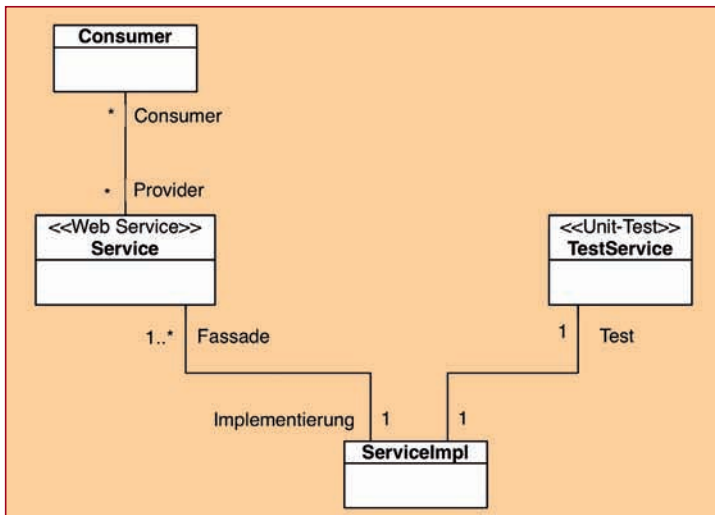 Consumer
* Consumer
* Provider
<<Web Service>>
Service
<<Unit-Test>>
TestService
1..* Fassade
1 Test
Implementierung 1
1
ServiceImpl